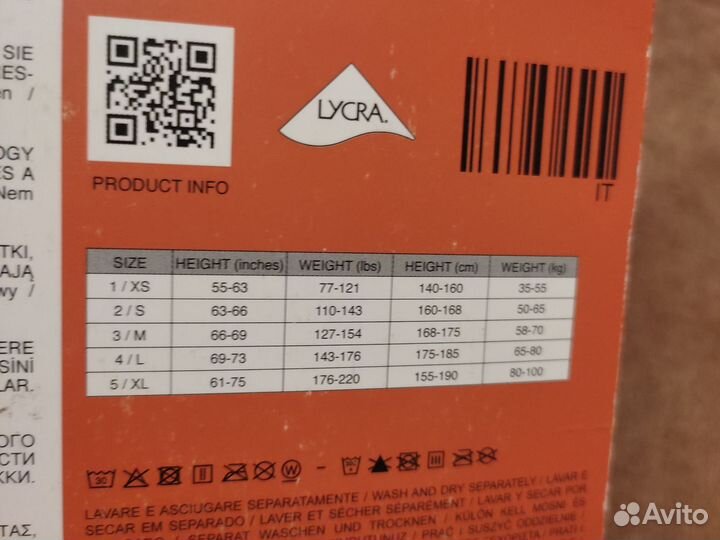 SIE
IES-
en /
OGY
ES A
Nem
TKI,
AJĄ
wy /
ERE
SİNİ
LAR.
ОГО
СТИ
ЖКИ.
ΤΑΣ,
LYCRA.
PRODUCT INFO
IT
SIZE HEIGHT (inches) WEIGHT (lbs) HEIGHT (cm) WEIGHT (kg)
1 / XS 55-63 77-121 140-160 35-55
2 / S 63-66 110-143 160-168 50-65
3 / M 66-69 127-154 168-175 58-70
4 / L 69-73 143-176 175-185 65-80
5 / XL 61-75 176-220 155-190 80-100
30
LAVARE E ASCIUGARE SEPARATAMENTE / WASH AND DRY SEPARATELY / LAVAR E
SECAR EM SEPARADO / LAVER ET SÉCHER SÉPARÉMENT / LAVAR Y SECAR POR
SEPARAT WASCHEN UND TROCKNEN / KÜLÖN KELL MOSNI ÉS
PRAĆ I SUSZYĆ ODDZIELNIE /
Avito